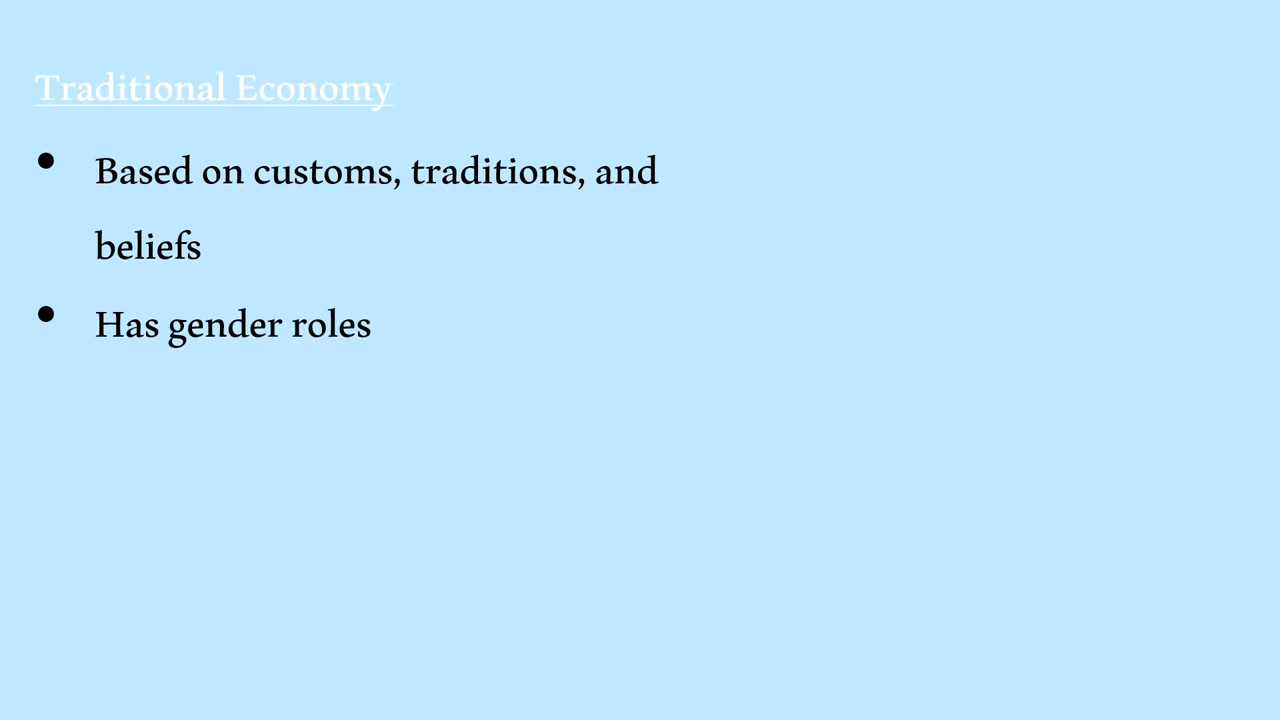 Traditional Economy
• Based on customs, traditions, and
beliefs
• Has gender roles